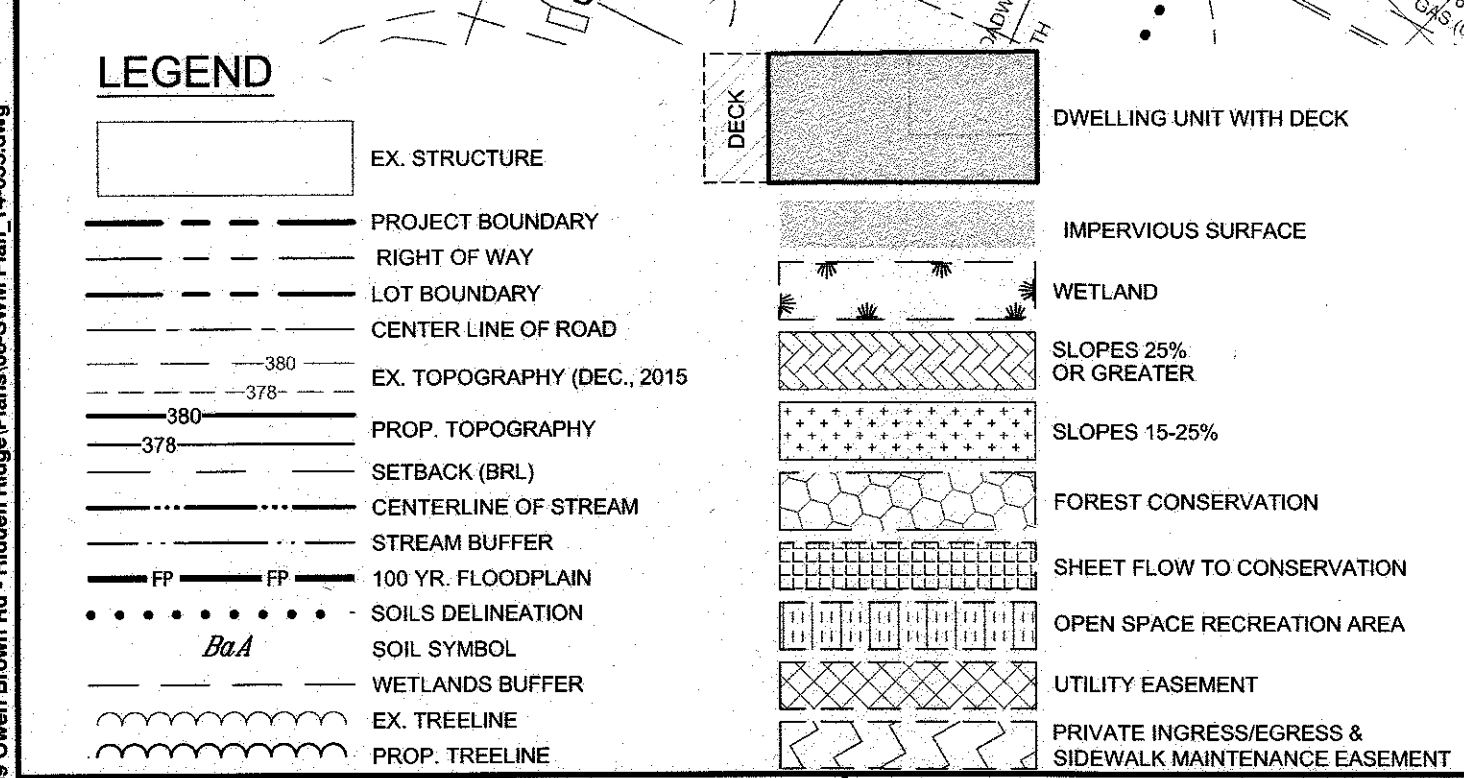 LEGEND
EX. STRUCTURE
PROJECT BOUNDARY
RIGHT OF WAY
LOT BOUNDARY
CENTER LINE OF ROAD
380
378
EX. TOPOGRAPHY (DEC., 2015
380
378
PROP. TOPOGRAPHY
SETBACK (BRL)
CENTERLINE OF STREAM
STREAM BUFFER
FP FP 100 YR. FLOODPLAIN
SOILS DELINEATION
BaA SOIL SYMBOL
WETLANDS BUFFER
EX. TREELINE
PROP. TREELINE
DECK
DWELLING UNIT WITH DECK
IMPERVIOUS SURFACE
WETLAND
SLOPES 25%
OR GREATER
SLOPES 15-25%
FOREST CONSERVATION
SHEET FLOW TO CONSERVATION
OPEN SPACE RECREATION AREA
UTILITY EASEMENT
PRIVATE INGRESS/EGRESS &
SIDEWALK MAINTENANCE EASEMENT
GAS
TH